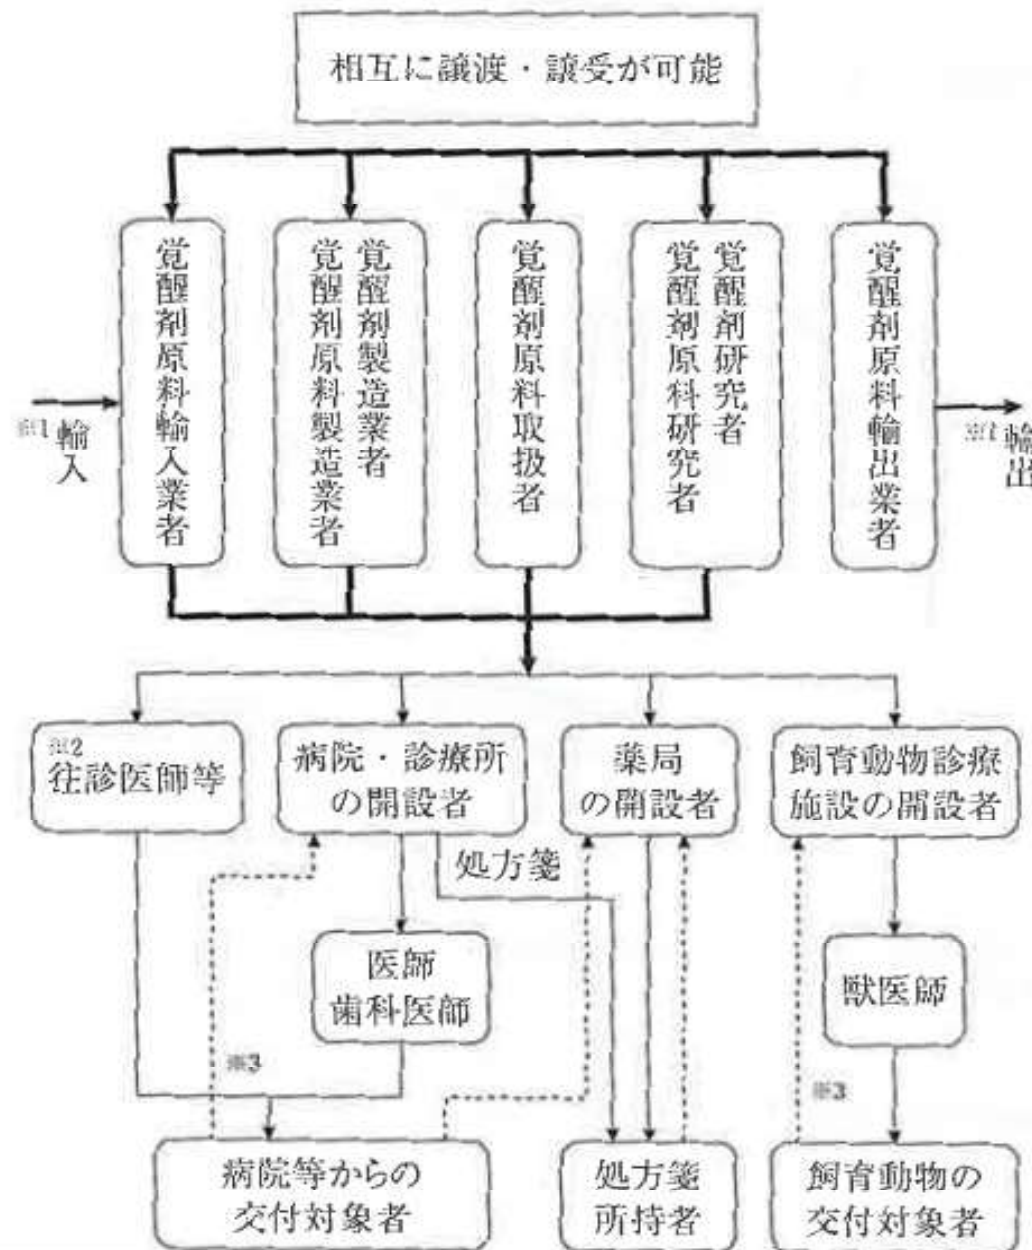 相互に譲渡・譲受が可能
覚醒剤原料輸入業者
覚醒剤製造業者
覚醒剤原料製造業者
覚醒剤原料取扱者
覚醒剤研究者
覚醒剤原料研究者
覚醒剤原料輸出業者
※1 輸入
※1 輸出
※2
往診医師等
病院・診療所
の開設者
薬局
の開設者
飼育動物診療
施設の開設者
処方箋
医師
歯科医師
獣医師
※3
※3
病院等からの
交付対象者
処方箋
所持者
飼育動物の
交付対象者